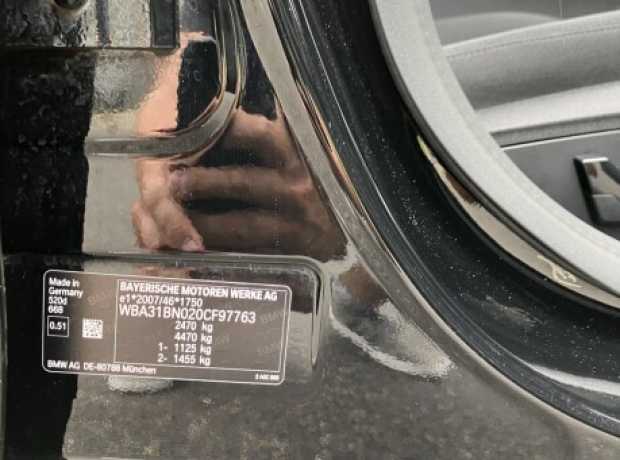 Made in
Germany
520d
668
0.51
BAYERISCHE MOTOREN WERKE AG
e1*2007/46*1750
WBA31BN020CF97763
2470 kg
4470 kg
1- 1125 kg
2- 1455 kg
BMW AG DE-80788 München